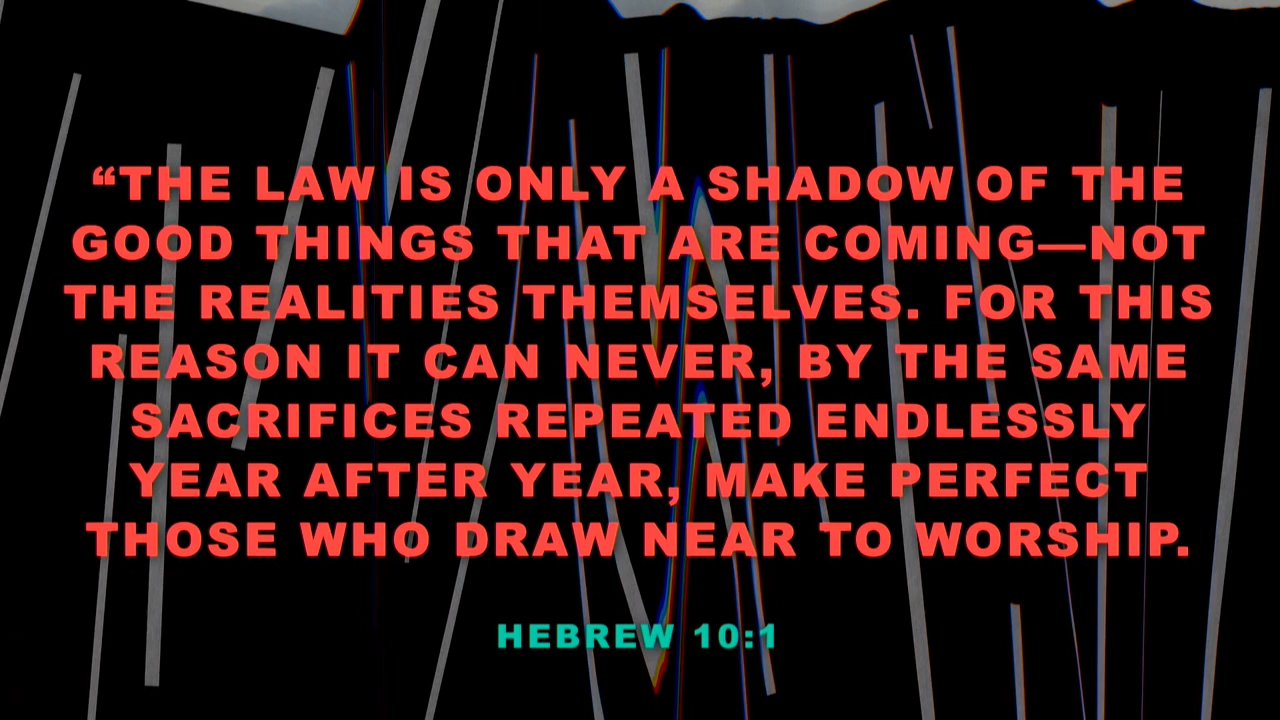 “THE LAW IS ONLY A SHADOW OF THE
GOOD THINGS THAT ARE COMING—NOT
THE REALITIES THEMSELVES. FOR THIS
REASON IT CAN NEVER, BY THE SAME
SACRIFICES REPEATED ENDLESSLY
YEAR AFTER YEAR, MAKE PERFECT
THOSE WHO DRAW NEAR TO WORSHIP.
HEBREW 10:1